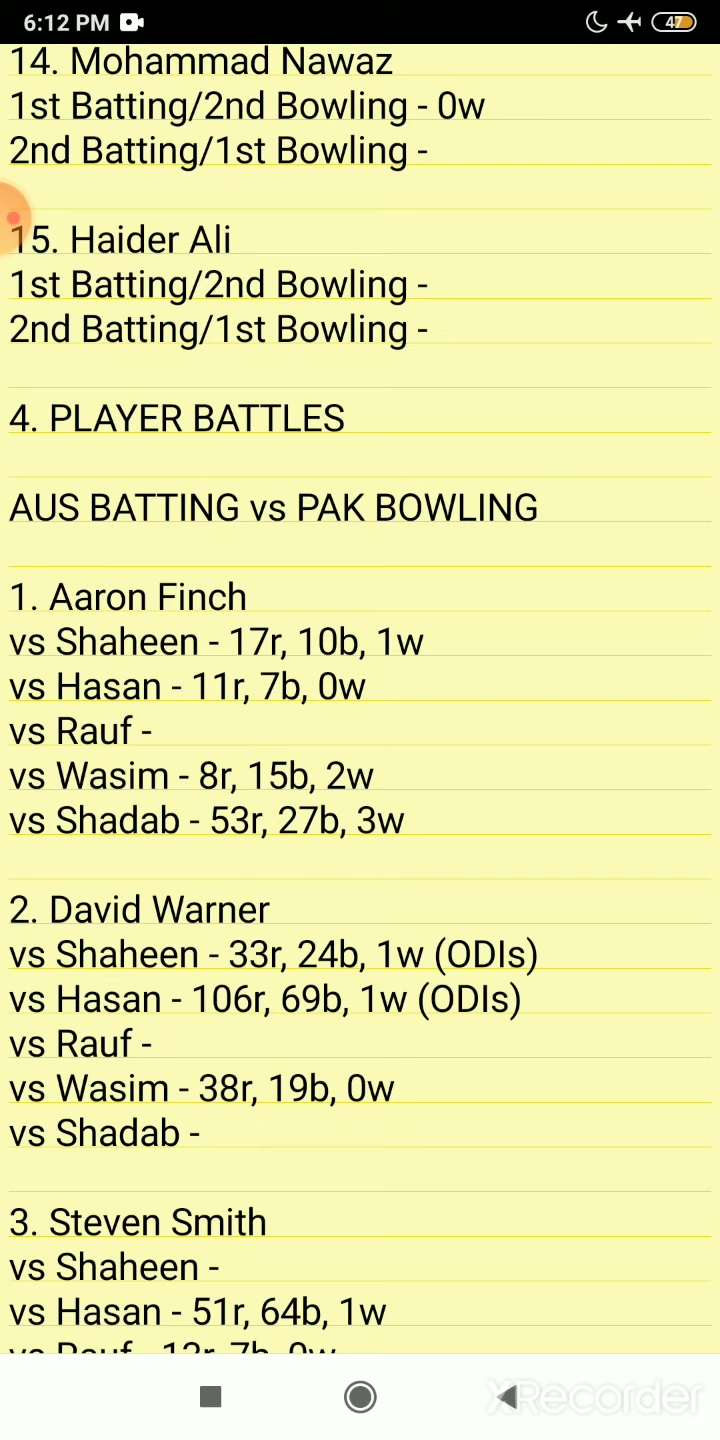 6:12 PM
47
14. Mohammad Nawaz
1st Batting/2nd Bowling - 0w
2nd Batting/1st Bowling -
15. Haider Ali
1st Batting/2nd Bowling -
2nd Batting/1st Bowling -
4. PLAYER BATTLES
AUS BATTING vs PAK BOWLING
1. Aaron Finch
vs Shaheen - 17r, 10b, 1w
vs Hasan - 11r, 7b, 0w
vs Rauf -
vs Wasim - 8r, 15b, 2w
vs Shadab - 53r, 27b, 3w
2. David Warner
vs Shaheen - 33r, 24b, 1w (ODIs)
vs Hasan - 106r, 69b, 1w (ODIs)
vs Rauf -
vs Wasim - 38r, 19b, 0w
vs Shadab -
3. Steven Smith
vs Shaheen -
vs Hasan - 51r, 64b, 1w
vs Rauf - 13r, 7b, 0w
XRecorder